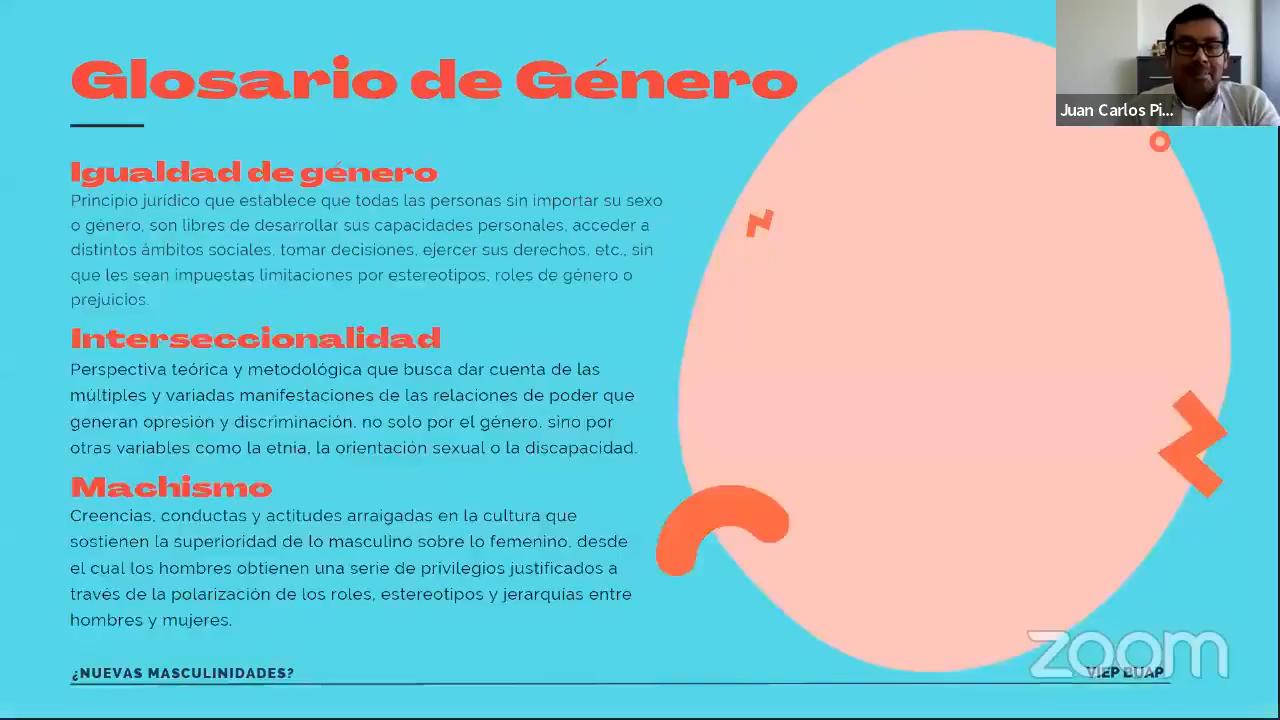 Glosario de Género
Igualdad de género
Principio jurídico que establece que todas las personas sin importar su sexo
o género, son libres de desarrollar sus capacidades personales, acceder a
distintos ámbitos sociales, tomar decisiones, ejercer sus derechos, etc., sin
que les sean impuestas limitaciones por estereotipos, roles de género o
prejuicios.
Interseccionalidad
Perspectiva teórica y metodológica que busca dar cuenta de las
múltiples y variadas manifestaciones de las relaciones de poder que
generan opresión y discriminación, no solo por el género, sino por
otras variables como la etnia, la orientación sexual o la discapacidad.
Machismo
Creencias, conductas y actitudes arraigadas en la cultura que
sostienen la superioridad de lo masculino sobre lo femenino, desde
el cual los hombres obtienen una serie de privilegios justificados a
través de la polarización de los roles, estereotipos y jerarquías entre
hombres y mujeres.
¿NUEVAS MASCULINIDADES?
VIEP BUAP
zoom
Juan Carlos Pi...